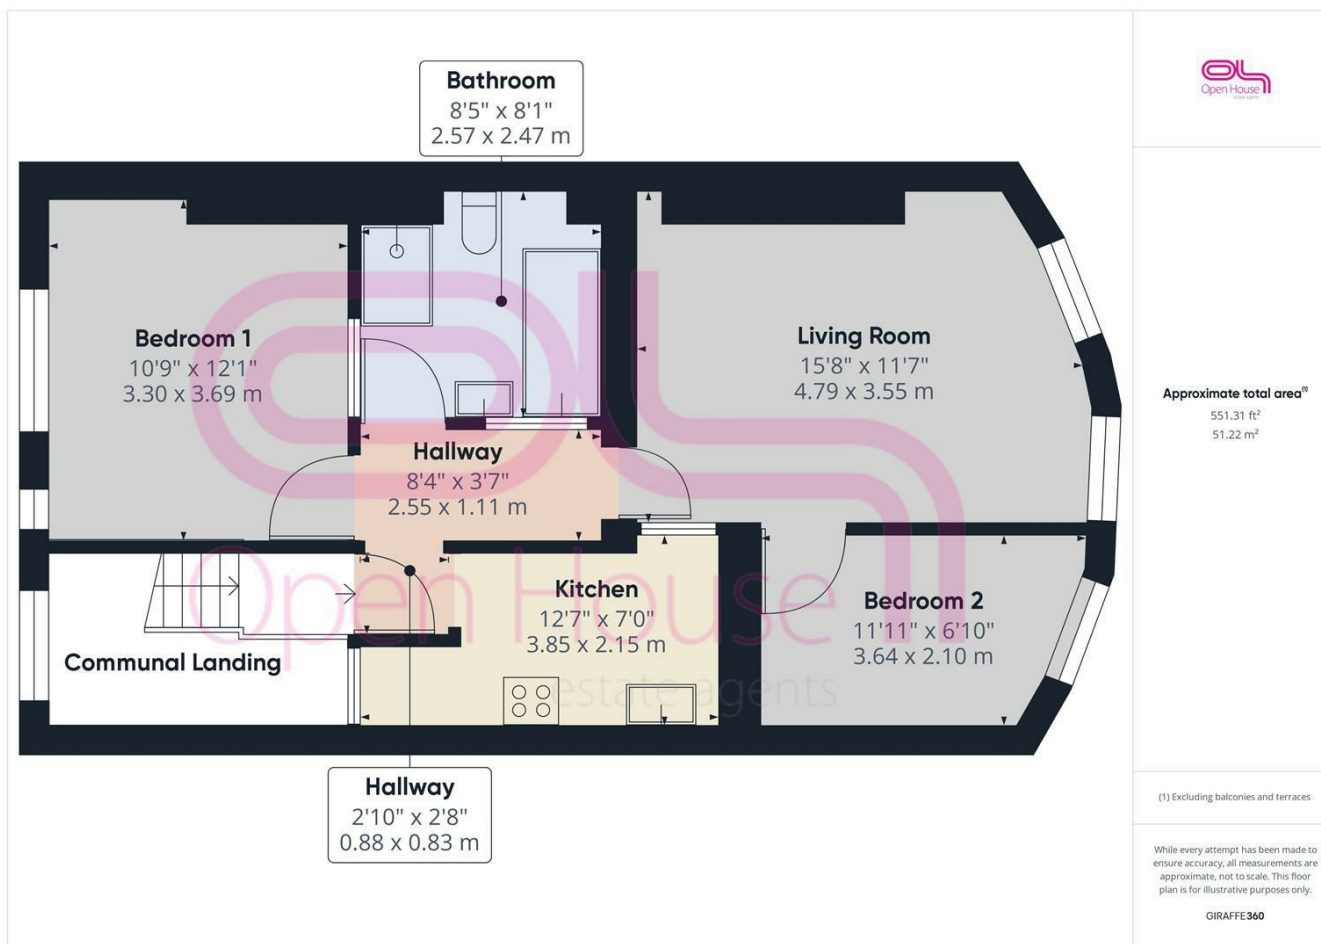 Bathroom
8'5" x 8'1"
2.57 x 2.47 m
Bedroom 1
10'9" x 12'1"
3.30 x 3.69 m
Living Room
15'8" x 11'7"
4.79 x 3.55 m
Hallway
8'4" x 3'7"
2.55 x 1.11 m
Kitchen
12'7" x 7'0"
3.85 x 2.15 m
Bedroom 2
11'11" x 6'10"
3.64 x 2.10 m
Communal Landing
Hallway
2'10" x 2'8"
0.88 x 0.83 m
Open House
estate agents
Open House
estate agents
Approximate total area(1)
551.31 ft²
51.22 m²
(1) Excluding balconies and terraces
While every attempt has been made to
ensure accuracy, all measurements are
approximate, not to scale. This floor
plan is for illustrative purposes only.
GIRAFFE360